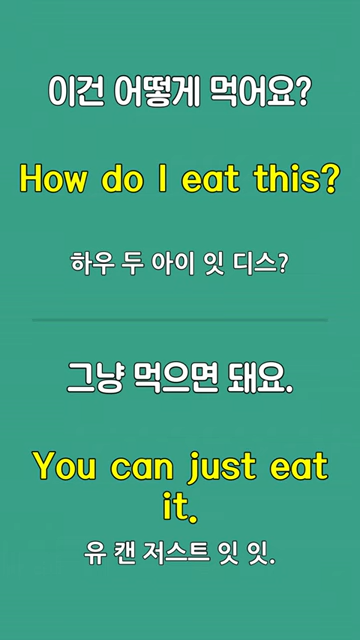 이건 어떻게 먹어요?
How do I eat this?
하우 두 아이 잇 디스?
그냥 먹으면 돼요.
You can just eat
it.
유 캔 저스트 잇 잇.